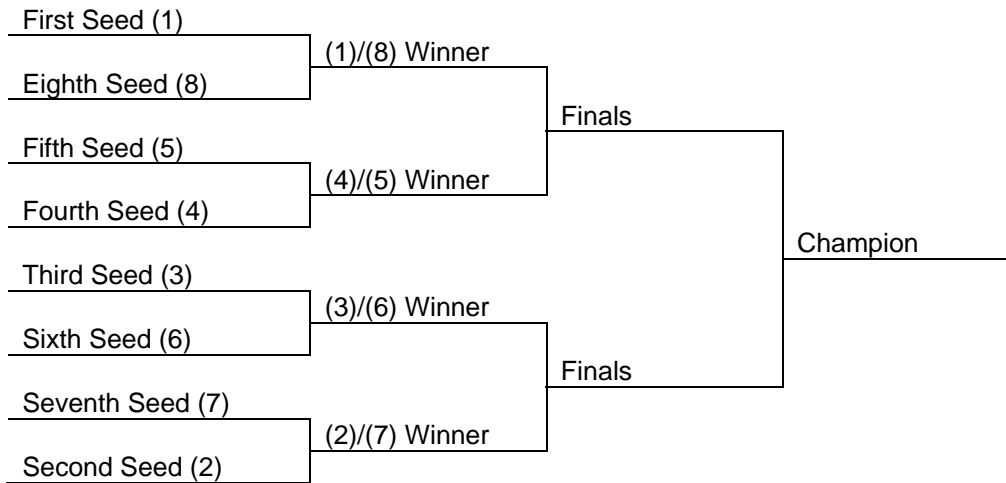 First Seed (1)
(1)/(8) Winner
Eighth Seed (8)
Finals
Fifth Seed (5)
(4)/(5) Winner
Fourth Seed (4)
Champion
Third Seed (3)
(3)/(6) Winner
Sixth Seed (6)
Finals
Seventh Seed (7)
(2)/(7) Winner
Second Seed (2)